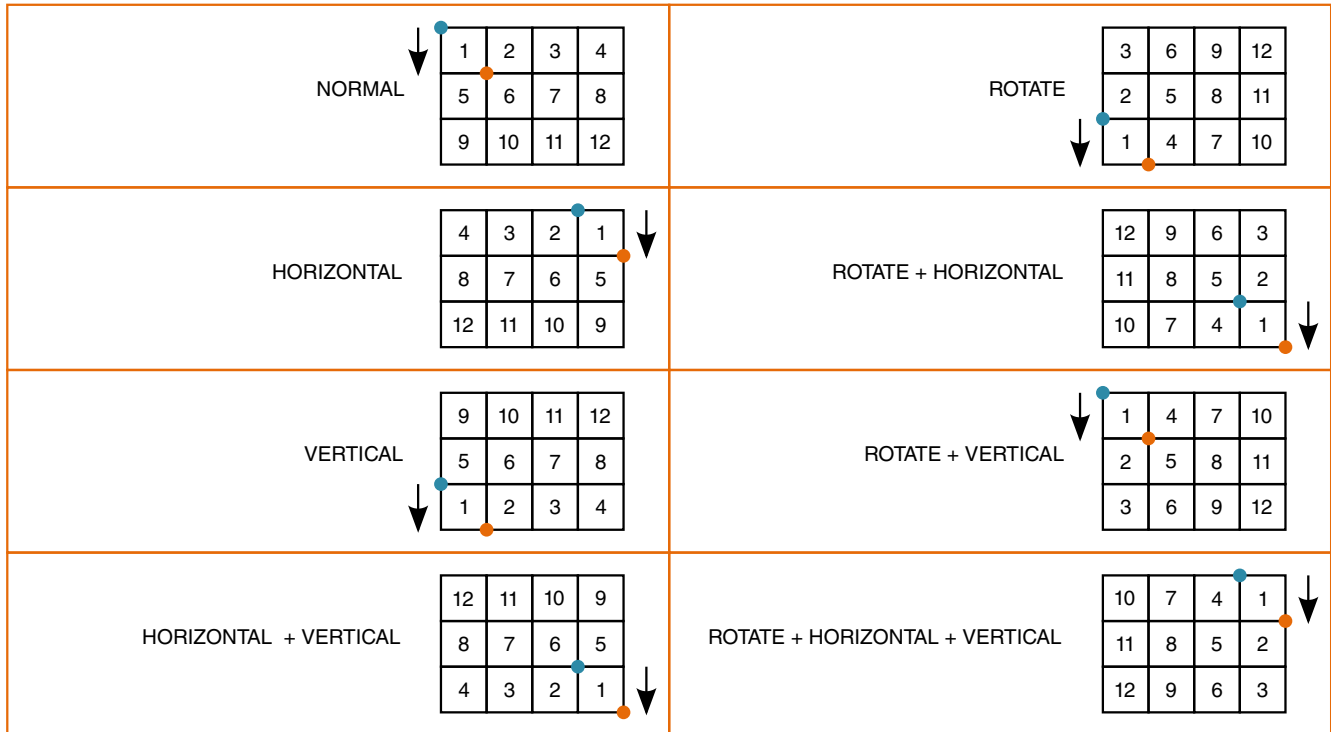 NORMAL
1 2 3 4
5 6 7 8
9 10 11 12
ROTATE
3 6 9 12
2 5 8 11
1 4 7 10
HORIZONTAL
4 3 2 1
8 7 6 5
12 11 10 9
ROTATE + HORIZONTAL
12 9 6 3
11 8 5 2
10 7 4 1
VERTICAL
9 10 11 12
5 6 7 8
1 2 3 4
ROTATE + VERTICAL
1 4 7 10
2 5 8 11
3 6 9 12
HORIZONTAL + VERTICAL
12 11 10 9
8 7 6 5
4 3 2 1
ROTATE + HORIZONTAL + VERTICAL
10 7 4 1
11 8 5 2
12 9 6 3